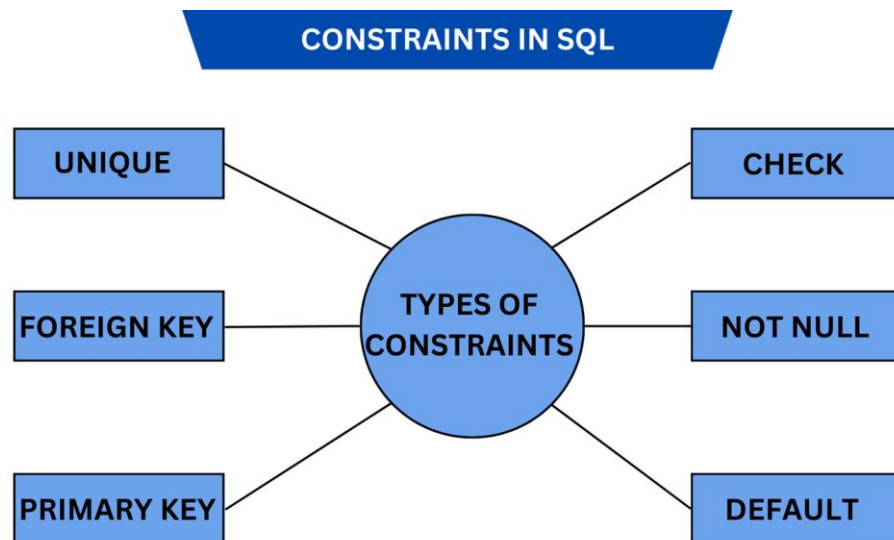 CONSTRAINTS IN SQL
UNIQUE
CHECK
FOREIGN KEY
TYPES OF
CONSTRAINTS
NOT NULL
PRIMARY KEY
DEFAULT